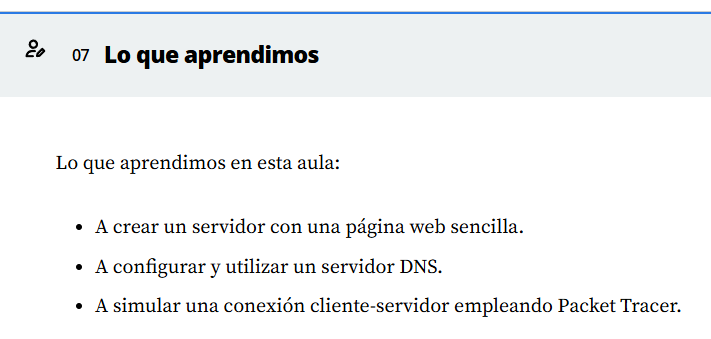 07 Lo que aprendimos
Lo que aprendimos en esta aula:
• A crear un servidor con una página web sencilla.
• A configurar y utilizar un servidor DNS.
• A simular una conexión cliente-servidor empleando Packet Tracer.